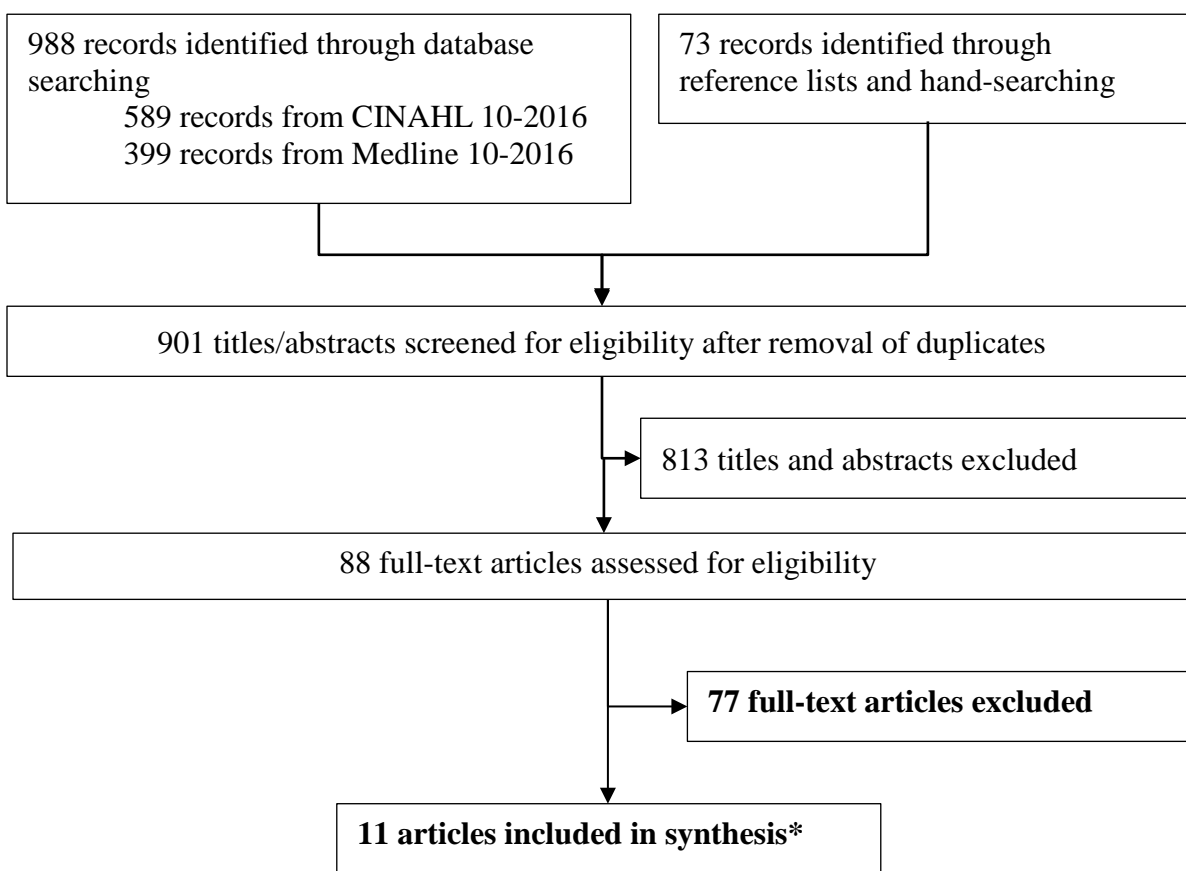 988 records identified through database
searching
589 records from CINAHL 10-2016
399 records from Medline 10-2016
73 records identified through
reference lists and hand-searching
901 titles/abstracts screened for eligibility after removal of duplicates
813 titles and abstracts excluded
88 full-text articles assessed for eligibility
77 full-text articles excluded
11 articles included in synthesis*